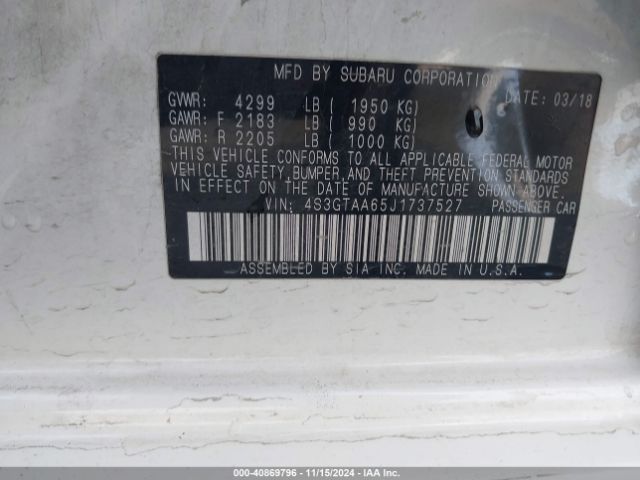 MFD BY SUBARU CORPORATION DATE: 03/18
GVWR: 4299 LB ( 1950 KG)
GAWR: F 2183 LB ( 990 KG)
GAWR: R 2205 LB ( 1000 KG)
THIS VEHICLE CONFORMS TO ALL APPLICABLE FEDERAL MOTOR
VEHICLE SAFETY,BUMPER,AND THEFT PREVENTION STANDARDS
IN EFFECT ON THE DATE OF MANUFACTURE SHOWN ABOVE.
VIN: 4S3GTAA65J1737527 PASSENGER CAR
ASSEMBLED BY SIA INC. MADE IN U.S.A.
000-40869796 - 11/15/2024 - IAA Inc.